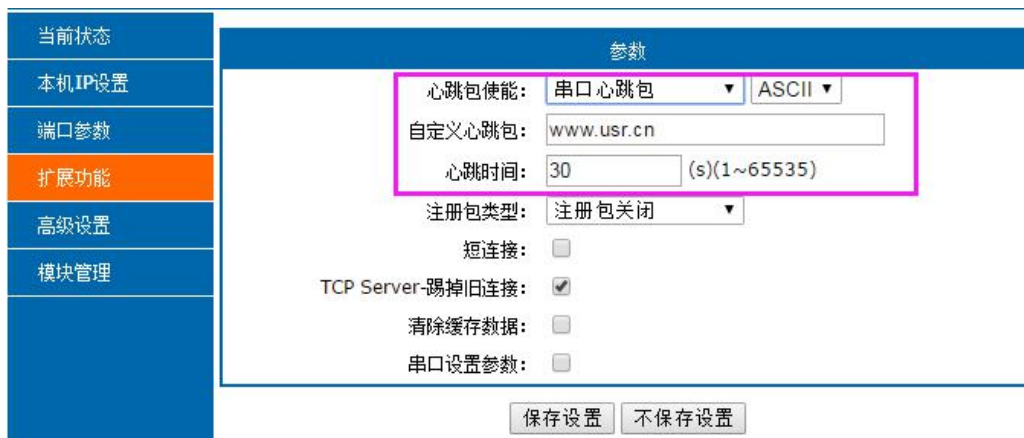 当前状态
本机IP设置
端口参数
扩展功能
高级设置
模块管理
参数
心跳包使能： 串口心跳包 ASCII
自定义心跳包： www.usr.cn
心跳时间： 30 (s)(1~65535)
注册包类型： 注册包关闭
短连接：
TCP Server-踢掉旧连接：
清除缓存数据：
串口设置参数：
保存设置 不保存设置